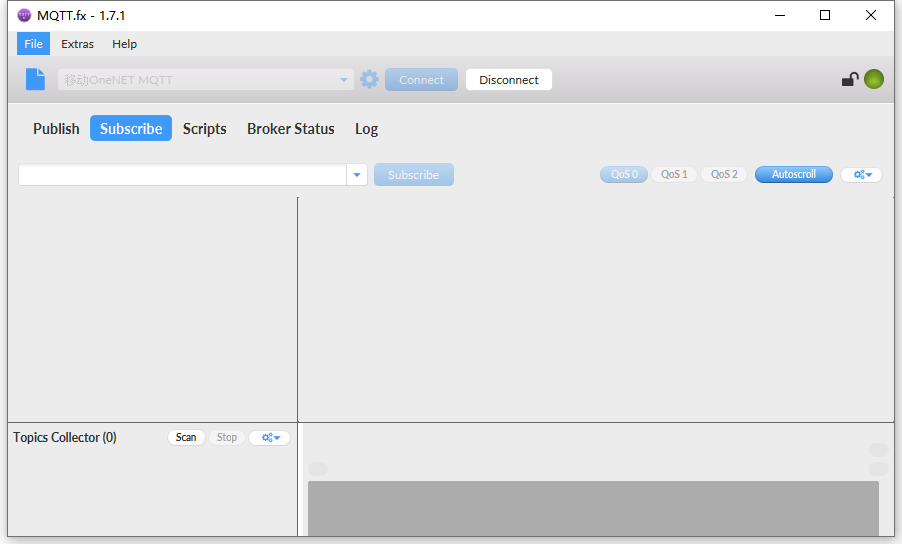 MQTT.fx - 1.7.1
File Extras Help
移动OneNET MQTT Connect Disconnect
Publish Subscribe Scripts Broker Status Log
Subscribe QoS 0 QoS 1 QoS 2 Autoscroll
Topics Collector (0) Scan Stop